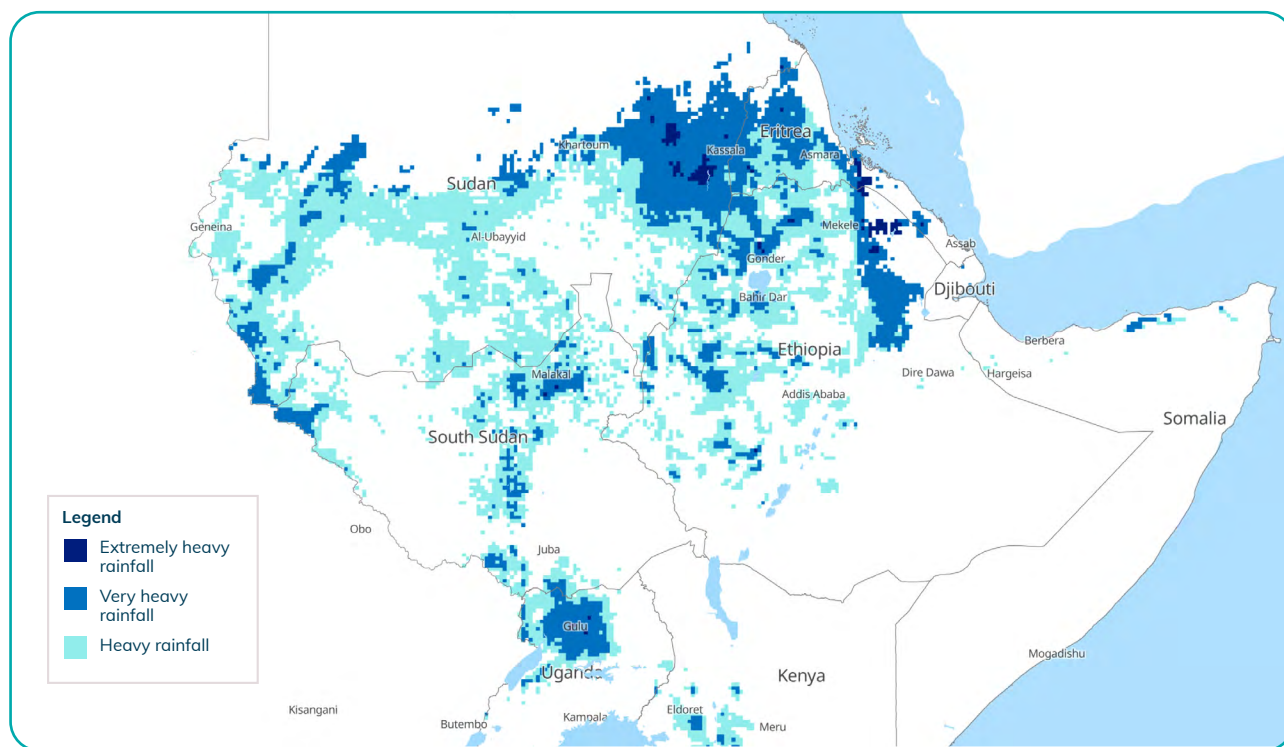 Khartoum
Kassala
Eritrea
Asmara
Sudan
Geneina
Al-Ubayyid
Mekele
Assab
Gonder
Djibouti
Bahir Dar
Berbera
Ethiopia
Malakal
Dire Dawa
Hargeisa
Addis Ababa
Somalia
South Sudan
Legend
Extremely heavy
rainfall
Very heavy
rainfall
Heavy rainfall
Obo
Juba
Gulu
Mogadishu
Uganda
Kenya
Kisangani
Butembo
Kampala
Eldoret
Meru